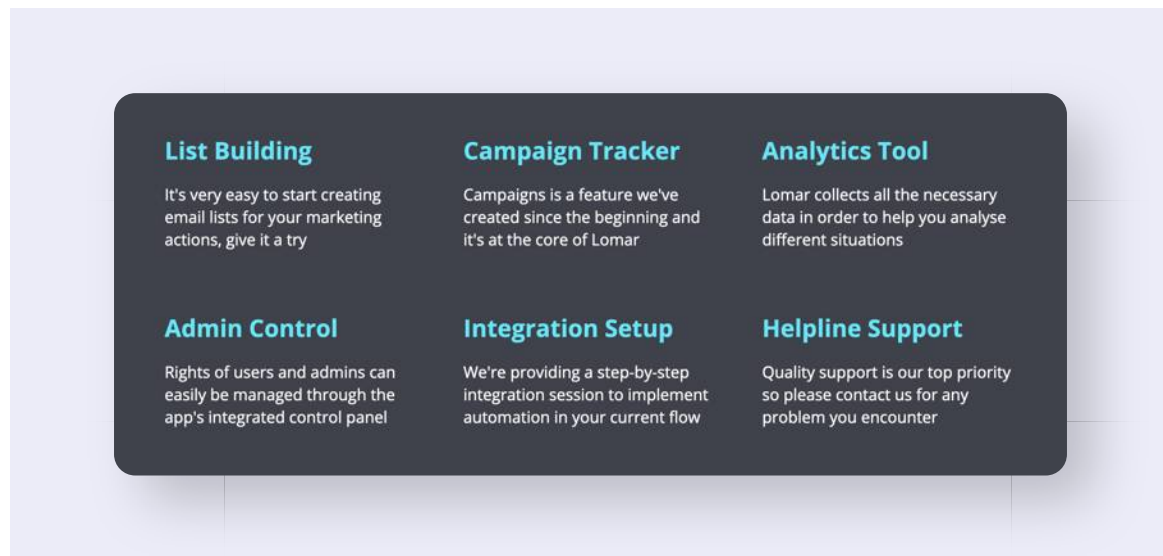 List Building
It's very easy to start creating
email lists for your marketing
actions, give it a try
Campaign Tracker
Campaigns is a feature we've
created since the beginning and
it's at the core of Lomar
Analytics Tool
Lomar collects all the necessary
data in order to help you analyse
different situations
Admin Control
Rights of users and admins can
easily be managed through the
app's integrated control panel
Integration Setup
We're providing a step-by-step
integration session to implement
automation in your current flow
Helpline Support
Quality support is our top priority
so please contact us for any
problem you encounter